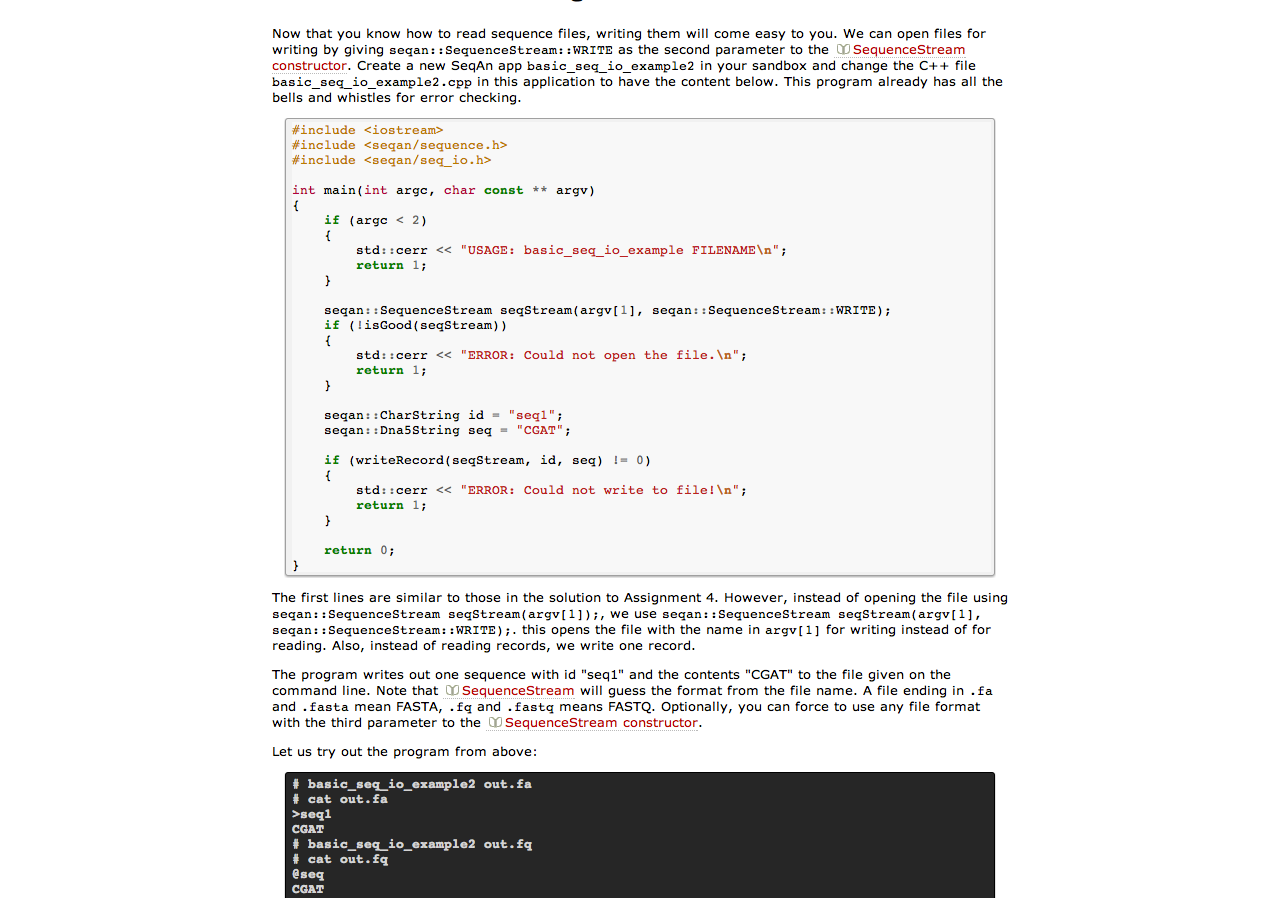 Now that you know how to read sequence files, writing them will come easy to you. We can open files for
writing by giving seqan::SequenceStream::WRITE as the second parameter to the SequenceStream
constructor. Create a new SeqAn app basic_seq_io_example2 in your sandbox and change the C++ file
basic_seq_io_example2.cpp in this application to have the content below. This program already has all the
bells and whistles for error checking.
#include <iostream>
#include <seqan/sequence.h>
#include <seqan/seq_io.h>
int main(int argc, char const ** argv)
{
    if (argc < 2)
    {
        std::cerr << "USAGE: basic_seq_io_example FILENAME\n";
        return 1;
    }
    seqan::SequenceStream seqStream(argv[1], seqan::SequenceStream::WRITE);
    if (!isGood(seqStream))
    {
        std::cerr << "ERROR: Could not open the file.\n";
        return 1;
    }
    seqan::CharString id = "seq1";
    seqan::Dna5String seq = "CGAT";
    if (writeRecord(seqStream, id, seq) != 0)
    {
        std::cerr << "ERROR: Could not write to file!\n";
        return 1;
    }
    return 0;
}
The first lines are similar to those in the solution to Assignment 4. However, instead of opening the file using
seqan::SequenceStream seqStream(argv[1]);, we use seqan::SequenceStream seqStream(argv[1],
seqan::SequenceStream::WRITE);. this opens the file with the name in argv[1] for writing instead of for
reading. Also, instead of reading records, we write one record.
The program writes out one sequence with id "seq1" and the contents "CGAT" to the file given on the
command line. Note that SequenceStream will guess the format from the file name. A file ending in .fa
and .fasta mean FASTA, .fq and .fastq means FASTQ. Optionally, you can force to use any file format
with the third parameter to the SequenceStream constructor.
Let us try out the program from above:
# basic_seq_io_example2 out.fa
# cat out.fa
>seq1
CGAT
# basic_seq_io_example2 out.fq
# cat out.fq
@seq
CGAT